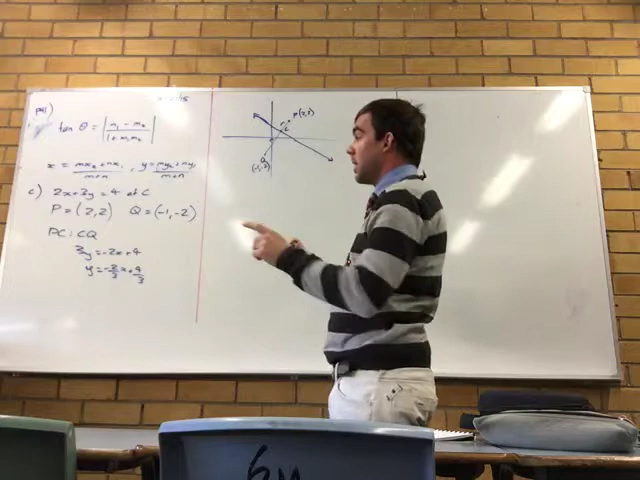 tan θ = | m₁ - m₂ / 1 + m₁m₂ |
x = mx₂ + nx₁ / m+n , y = my₂ + ny₁ / m+n
c) 2x+3y=4 at C
P = (2,2) Q = (-1,-2)
PC:CQ
3y = -2x+4
y = -2/3 x + 4/3
P(2,2)
C
Q
(-1,-2)